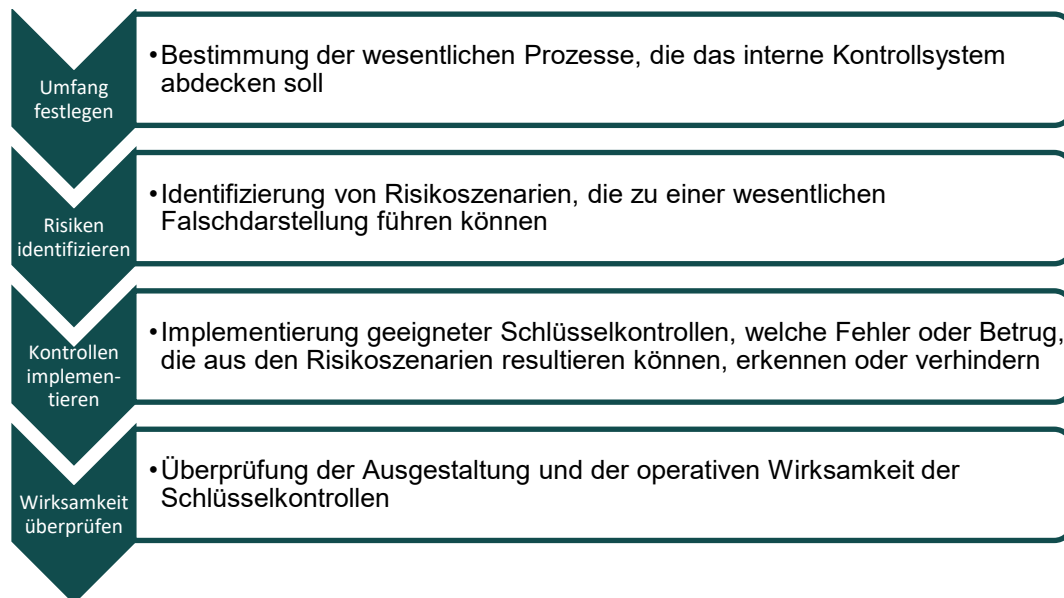 Umfang
festlegen
•Bestimmung der wesentlichen Prozesse, die das interne Kontrollsystem
abdecken soll
Risiken
identifizieren
•Identifizierung von Risikoszenarien, die zu einer wesentlichen
Falschdarstellung führen können
Kontrollen
implemen-
tieren
•Implementierung geeigneter Schlüsselkontrollen, welche Fehler oder Betrug,
die aus den Risikoszenarien resultieren können, erkennen oder verhindern
Wirksamkeit
überprüfen
•Überprüfung der Ausgestaltung und der operativen Wirksamkeit der
Schlüsselkontrollen